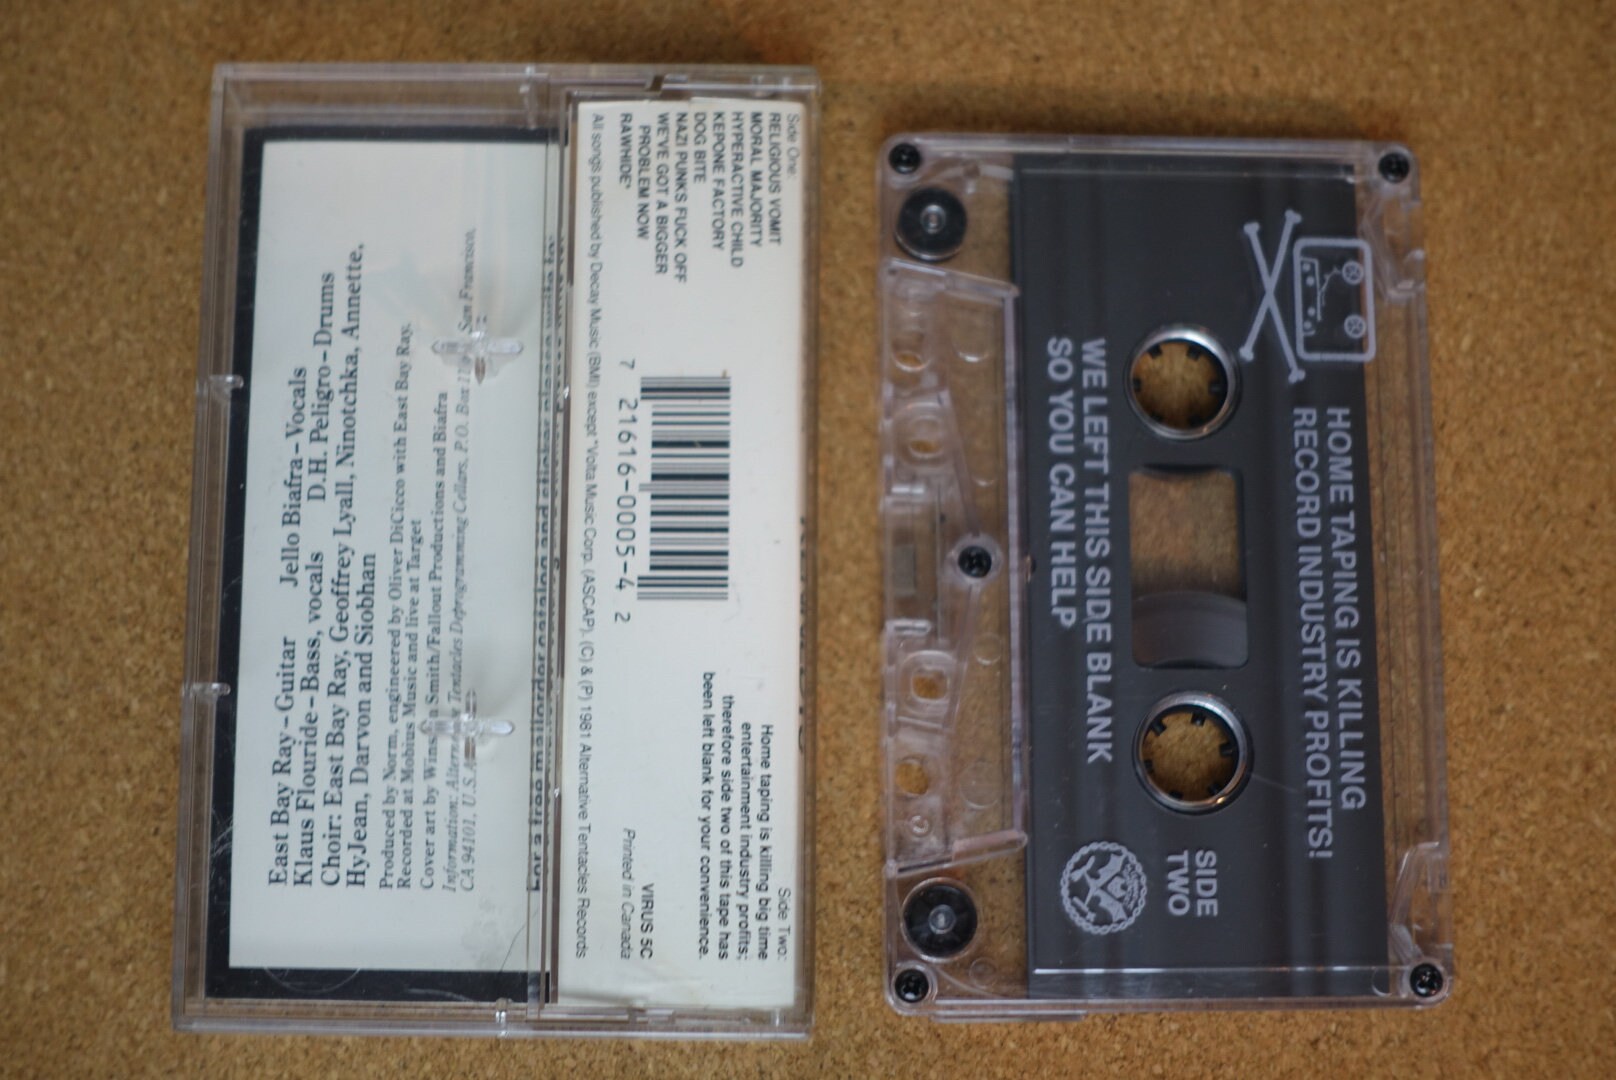 East Bay Ray–Guitar Jello Biafra–Vocals
Klaus Flouride–Bass, vocals D.H. Peligro–Drums
Choir: East Bay Ray, Geoffrey Lyall, Ninotchka, Annette,
HyJean, Darvon and Siobhan
Produced by Norm, engineered by Oliver DiCicco with East Bay Ray.
Recorded at Mobius Music and live at Target
Cover art by Smith/Fallout Productions and Biafra
Information: Tentacles Deprogramming Cellars, P.O. Box San Francisco,
CA 94101, U.S.A.
For a free mailorder catalog and
Side One:
RELIGIOUS VOMIT
MORAL MAJORITY
HYPERACTIVE CHILD
KEPONE FACTORY
DOG BITE
NAZI PUNKS FUCK OFF
WE'VE GOT A BIGGER
PROBLEM NOW
RAWHIDE*
7 21616-0005-4 2
Side Two:
Home taping is killing big time
entertainment industry profits;
therefore side two of this tape has
been left blank for your convenience.
VIRUS 5C
Printed in Canada
All songs published by Decay Music (BMI) except *Volta Music Corp. (ASCAP). (C) & (P) 1981 Alternative Tentacles Records
HOME TAPING IS KILLING
RECORD INDUSTRY PROFITS!
SIDE
TWO
WE LEFT THIS SIDE BLANK
SO YOU CAN HELP